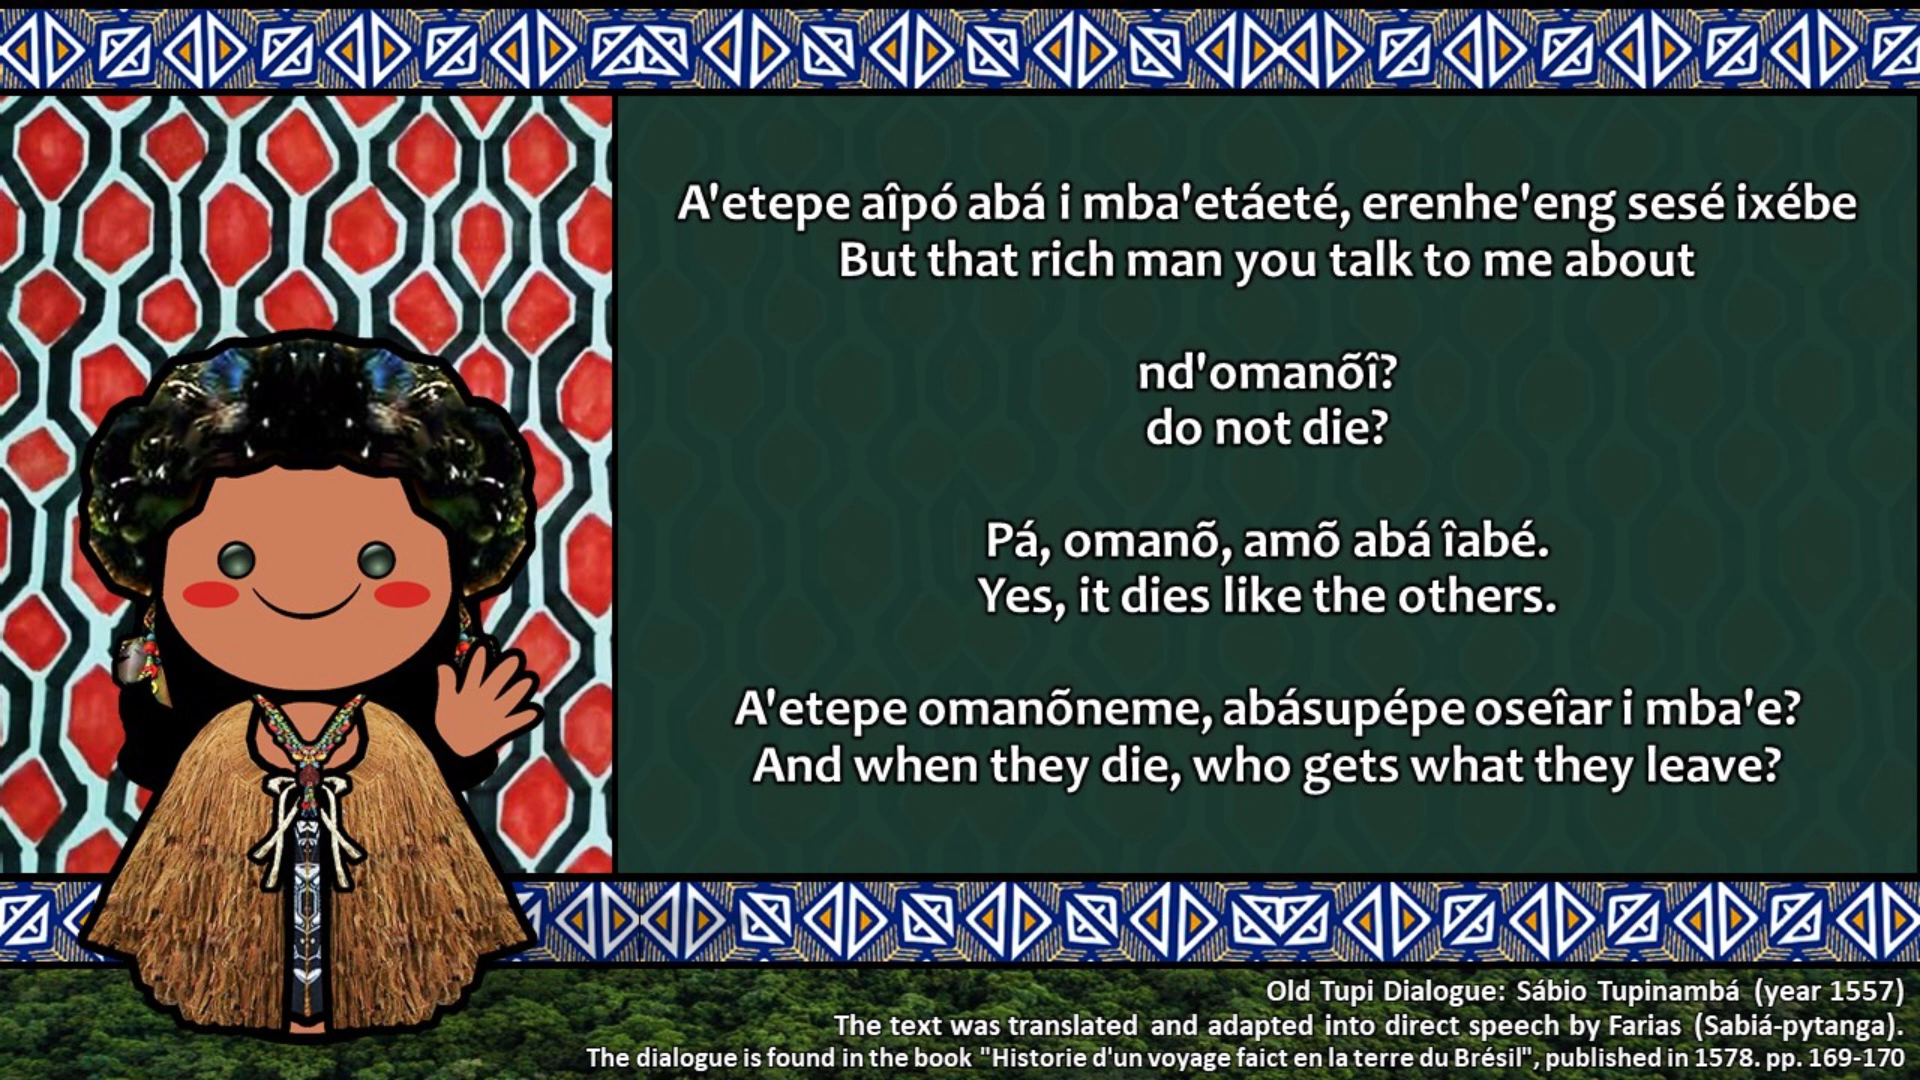 A'etepe aîpó abá i mba'etáeté, erenhe'eng sesé ixébe
But that rich man you talk to me about
nd'omanõî?
do not die?
Pá, omanõ, amõ abá îabé.
Yes, it dies like the others.
A'etepe omanõneme, abásupépe oseîar i mba'e?
And when they die, who gets what they leave?
Old Tupi Dialogue: Sábio Tupinambá (year 1557)
The text was translated and adapted into direct speech by Farias (Sabiá-pytanga).
The dialogue is found in the book "Historie d'un voyage faict en la terre du Brésil", published in 1578. pp. 169-170